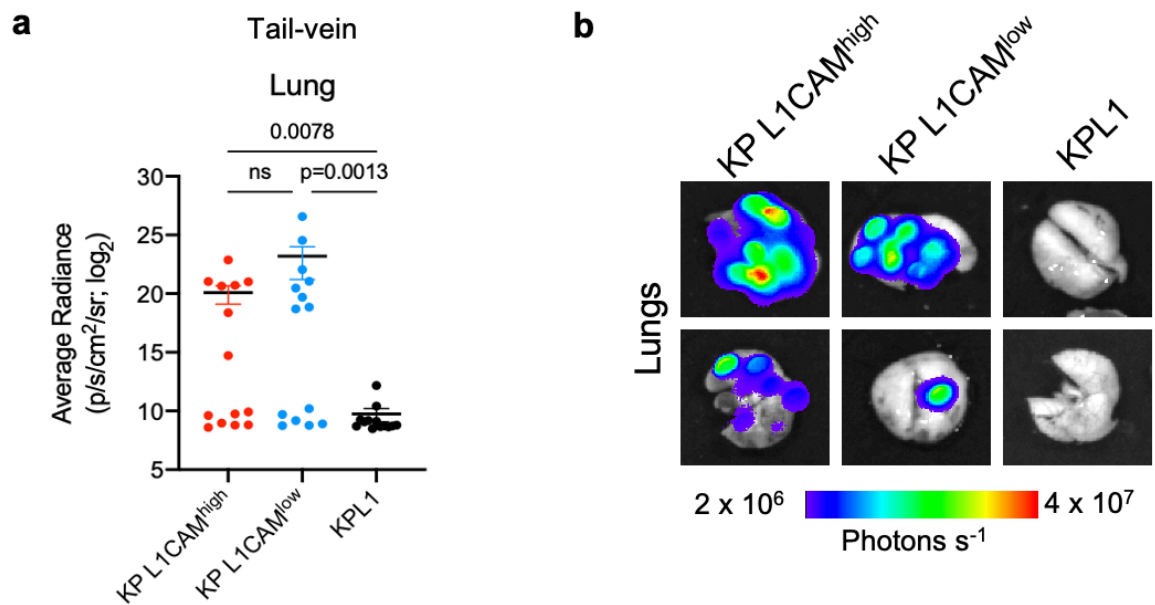 a
Tail-vein
Lung
0.0078
ns
p=0.0013
30
25
20
15
10
5
Average Radiance
(p/s/cm²/sr; log₂)
KP L1CAMhigh
KP L1CAMlow
KPL1
b
KP L1CAMhigh
KP L1CAMlow
KPL1
Lungs
2 x 10⁶
4 x 10⁷
Photons s⁻¹